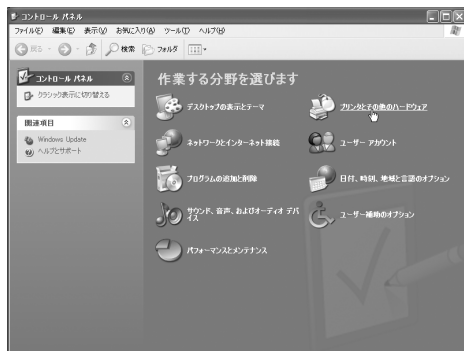 コントロール パネル
ファイル(F) 編集(E) 表示(V) お気に入り(A) ツール(T) ヘルプ(H)
戻る 検索 フォルダ
コントロール パネル
クラシック表示に切り替える
関連項目
Windows Update
ヘルプとサポート
作業する分野を選びます
デスクトップの表示とテーマ
プリンタとその他のハードウェア
ネットワークとインターネット接続
ユーザー アカウント
プログラムの追加と削除
日付、時刻、地域と言語のオプション
サウンド、音声、およびオーディオ デバ
イス
ユーザー補助のオプション
パフォーマンスとメンテナンス